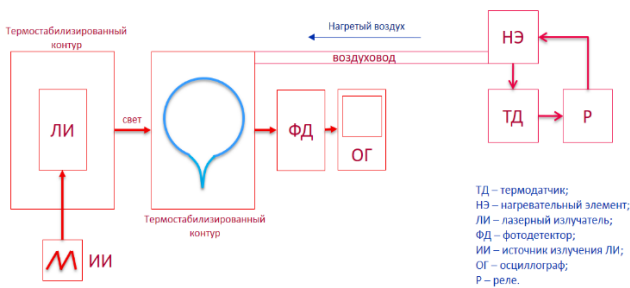 Термостабилизированный
контур
ЛИ
ИИ
свет
Термостабилизированный
контур
ФД
ОГ
Нагретый воздух
воздуховод
НЭ
ТД
Р
ТД – термодатчик;
НЭ – нагревательный элемент;
ЛИ – лазерный излучатель;
ФД – фотодетектор;
ИИ – источник излучения ЛИ;
ОГ – осциллограф;
Р – реле.